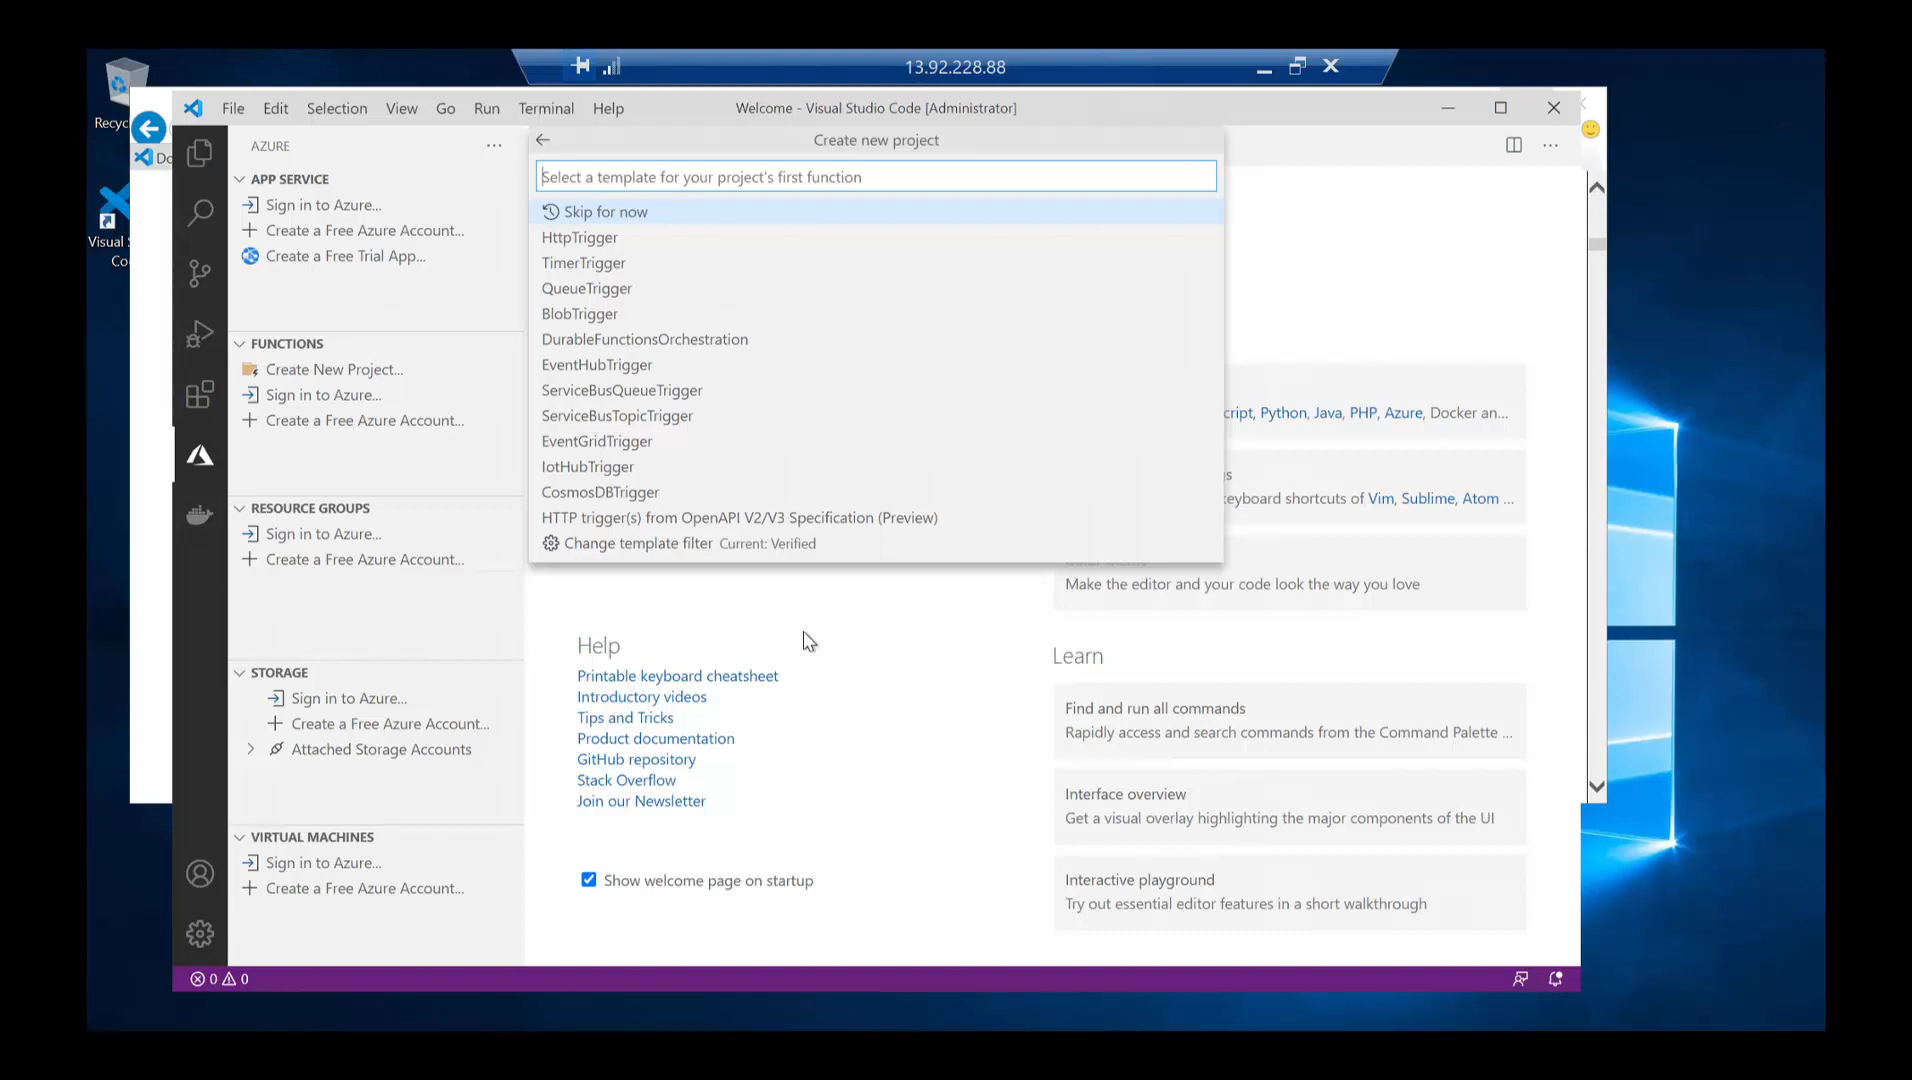 13.92.228.88
Recyc
Do
Visual S
Co
File Edit Selection View Go Run Terminal Help
Welcome - Visual Studio Code [Administrator]
AZURE
APP SERVICE
Sign in to Azure...
Create a Free Azure Account...
Create a Free Trial App...
FUNCTIONS
Create New Project...
Sign in to Azure...
Create a Free Azure Account...
RESOURCE GROUPS
Sign in to Azure...
Create a Free Azure Account...
STORAGE
Sign in to Azure...
Create a Free Azure Account...
Attached Storage Accounts
VIRTUAL MACHINES
Sign in to Azure...
Create a Free Azure Account...
Create new project
Select a template for your project's first function
Skip for now
HttpTrigger
TimerTrigger
QueueTrigger
BlobTrigger
DurableFunctionsOrchestration
EventHubTrigger
ServiceBusQueueTrigger
ServiceBusTopicTrigger
EventGridTrigger
IotHubTrigger
CosmosDBTrigger
HTTP trigger(s) from OpenAPI V2/V3 Specification (Preview)
Change template filter Current: Verified
cript, Python, Java, PHP, Azure, Docker an...
gs
keyboard shortcuts of Vim, Sublime, Atom ...
Make the editor and your code look the way you love
Help
Printable keyboard cheatsheet
Introductory videos
Tips and Tricks
Product documentation
GitHub repository
Stack Overflow
Join our Newsletter
Show welcome page on startup
Learn
Find and run all commands
Rapidly access and search commands from the Command Palette ...
Interface overview
Get a visual overlay highlighting the major components of the UI
Interactive playground
Try out essential editor features in a short walkthrough
0 0